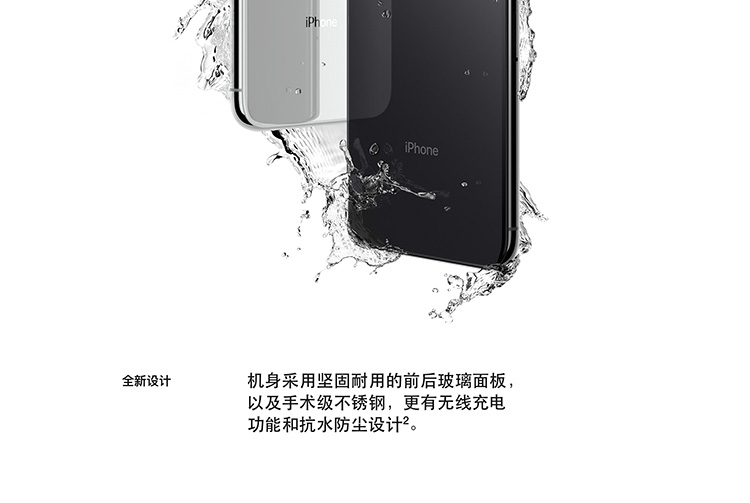 iPhone
iPhone
全新设计
机身采用坚固耐用的前后玻璃面板，
以及手术级不锈钢，更有无线充电
功能和抗水防尘设计²。